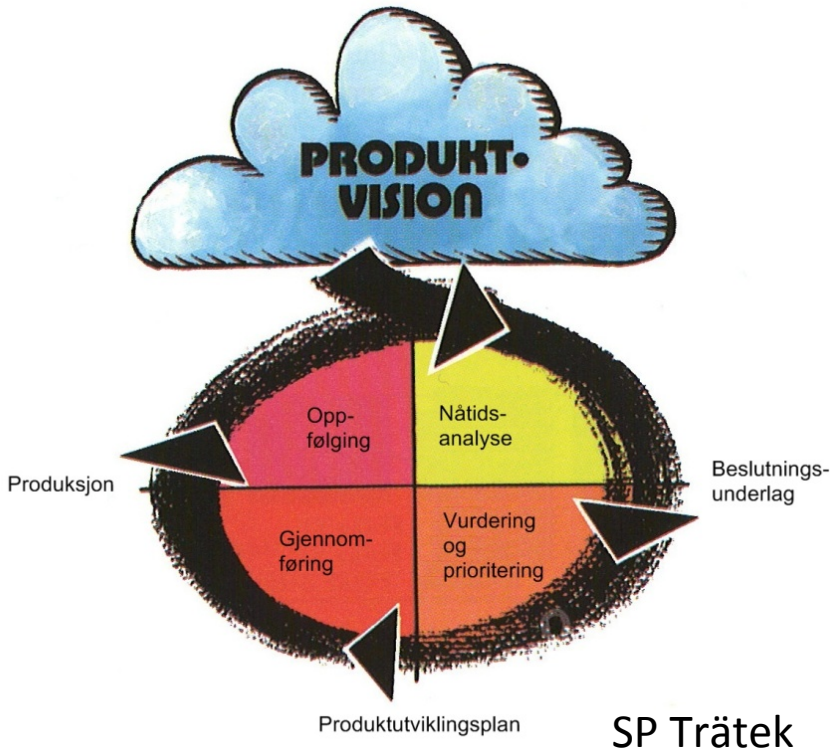 PRODUKT-
VISION
Opp-
følging
Nåtids-
analyse
Produksjon
Beslutnings-
underlag
Gjennom-
føring
Vurdering
og
prioritering
Produktutviklingsplan
SP Trätek